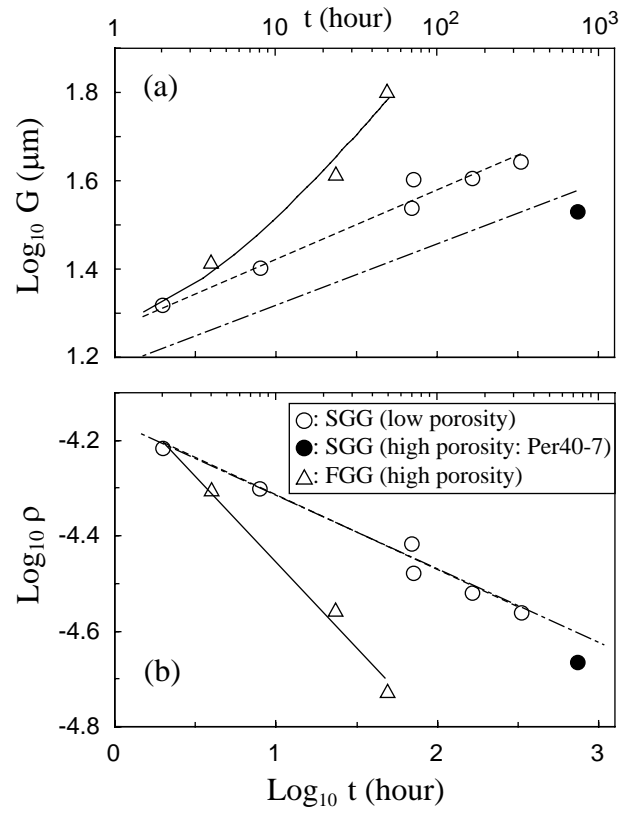 t (hour)
1 10 10² 10³
(a)
1.8
1.6
1.4
1.2
Log₁₀ G (μm)
○: SGG (low porosity)
●: SGG (high porosity: Per40-7)
△: FGG (high porosity)
-4.2
-4.4
-4.6
-4.8
Log₁₀ ρ
(b)
0 1 2 3
Log₁₀ t (hour)